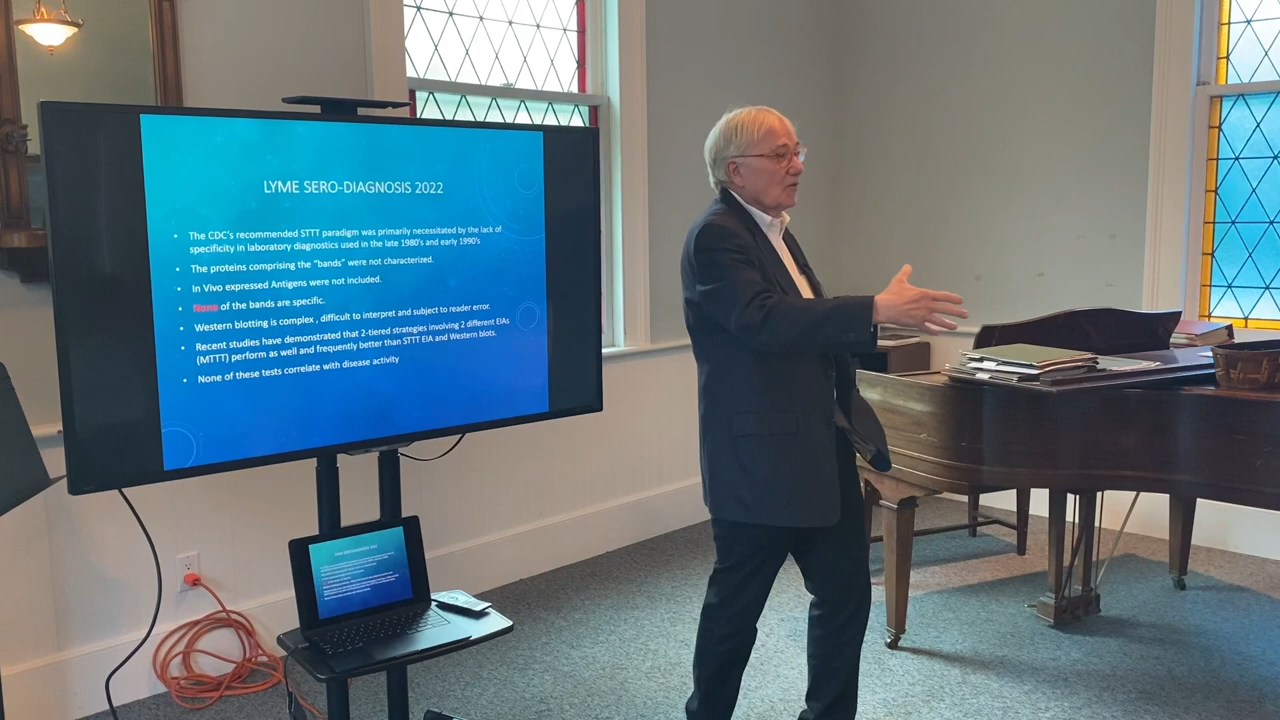 LYME SERO-DIAGNOSIS 2022
• The CDC's recommended STTT paradigm was primarily necessitated by the lack of
specificity in laboratory diagnostics used in the late 1980's and early 1990's
• The proteins comprising the "bands" were not characterized.
• In Vivo expressed Antigens were not included.
• None of the bands are specific.
• Western blotting is complex , difficult to interpret and subject to reader error.
• Recent studies have demonstrated that 2-tiered strategies involving 2 different EIAs
(MTTT) perform as well and frequently better than STTT EIA and Western blots.
• None of these tests correlate with disease activity
LYME SERO-DIAGNOSIS 2022